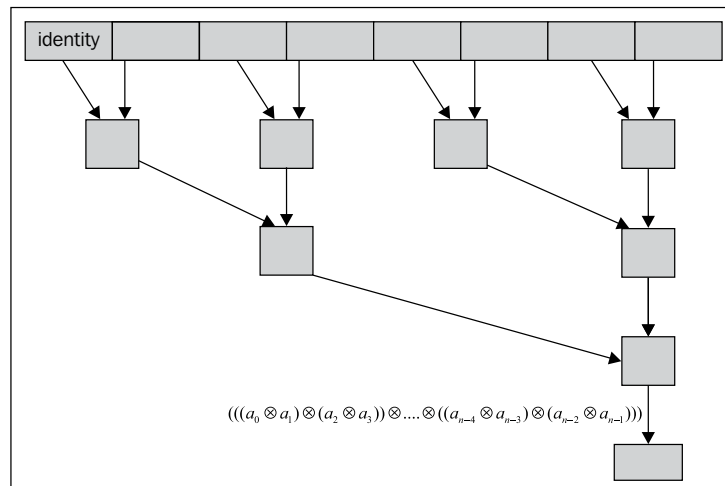 identity
(((a₀ ⊗ a₁) ⊗ (a₂ ⊗ a₃)) ⊗ .... ⊗ ((aₙ₋₄ ⊗ aₙ₋₃) ⊗ (aₙ₋₂ ⊗ aₙ₋₁)))